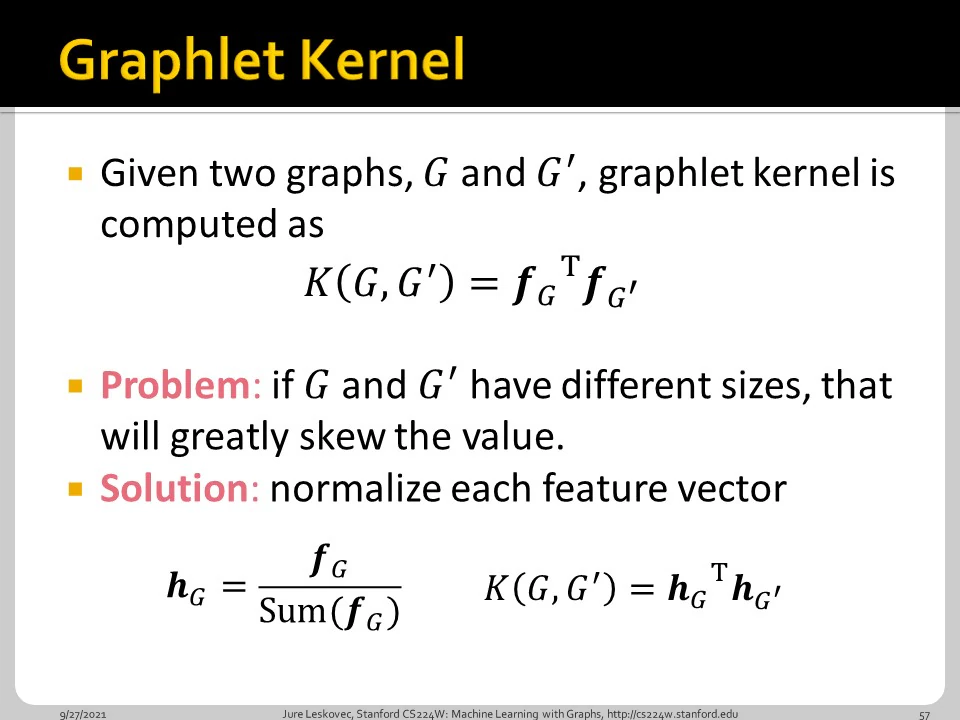 Graphlet Kernel
Given two graphs, 𝐺 and 𝐺′, graphlet kernel is
computed as
𝐾(𝐺, 𝐺′) = 𝒇_𝐺^T 𝒇_𝐺′
Problem: if 𝐺 and 𝐺′ have different sizes, that
will greatly skew the value.
Solution: normalize each feature vector
𝒉_𝐺 = 𝒇_𝐺 / Sum(𝒇_𝐺) 𝐾(𝐺, 𝐺′) = 𝒉_𝐺^T 𝒉_𝐺′
9/27/2021 Jure Leskovec, Stanford CS224W: Machine Learning with Graphs, http://cs224w.stanford.edu 57